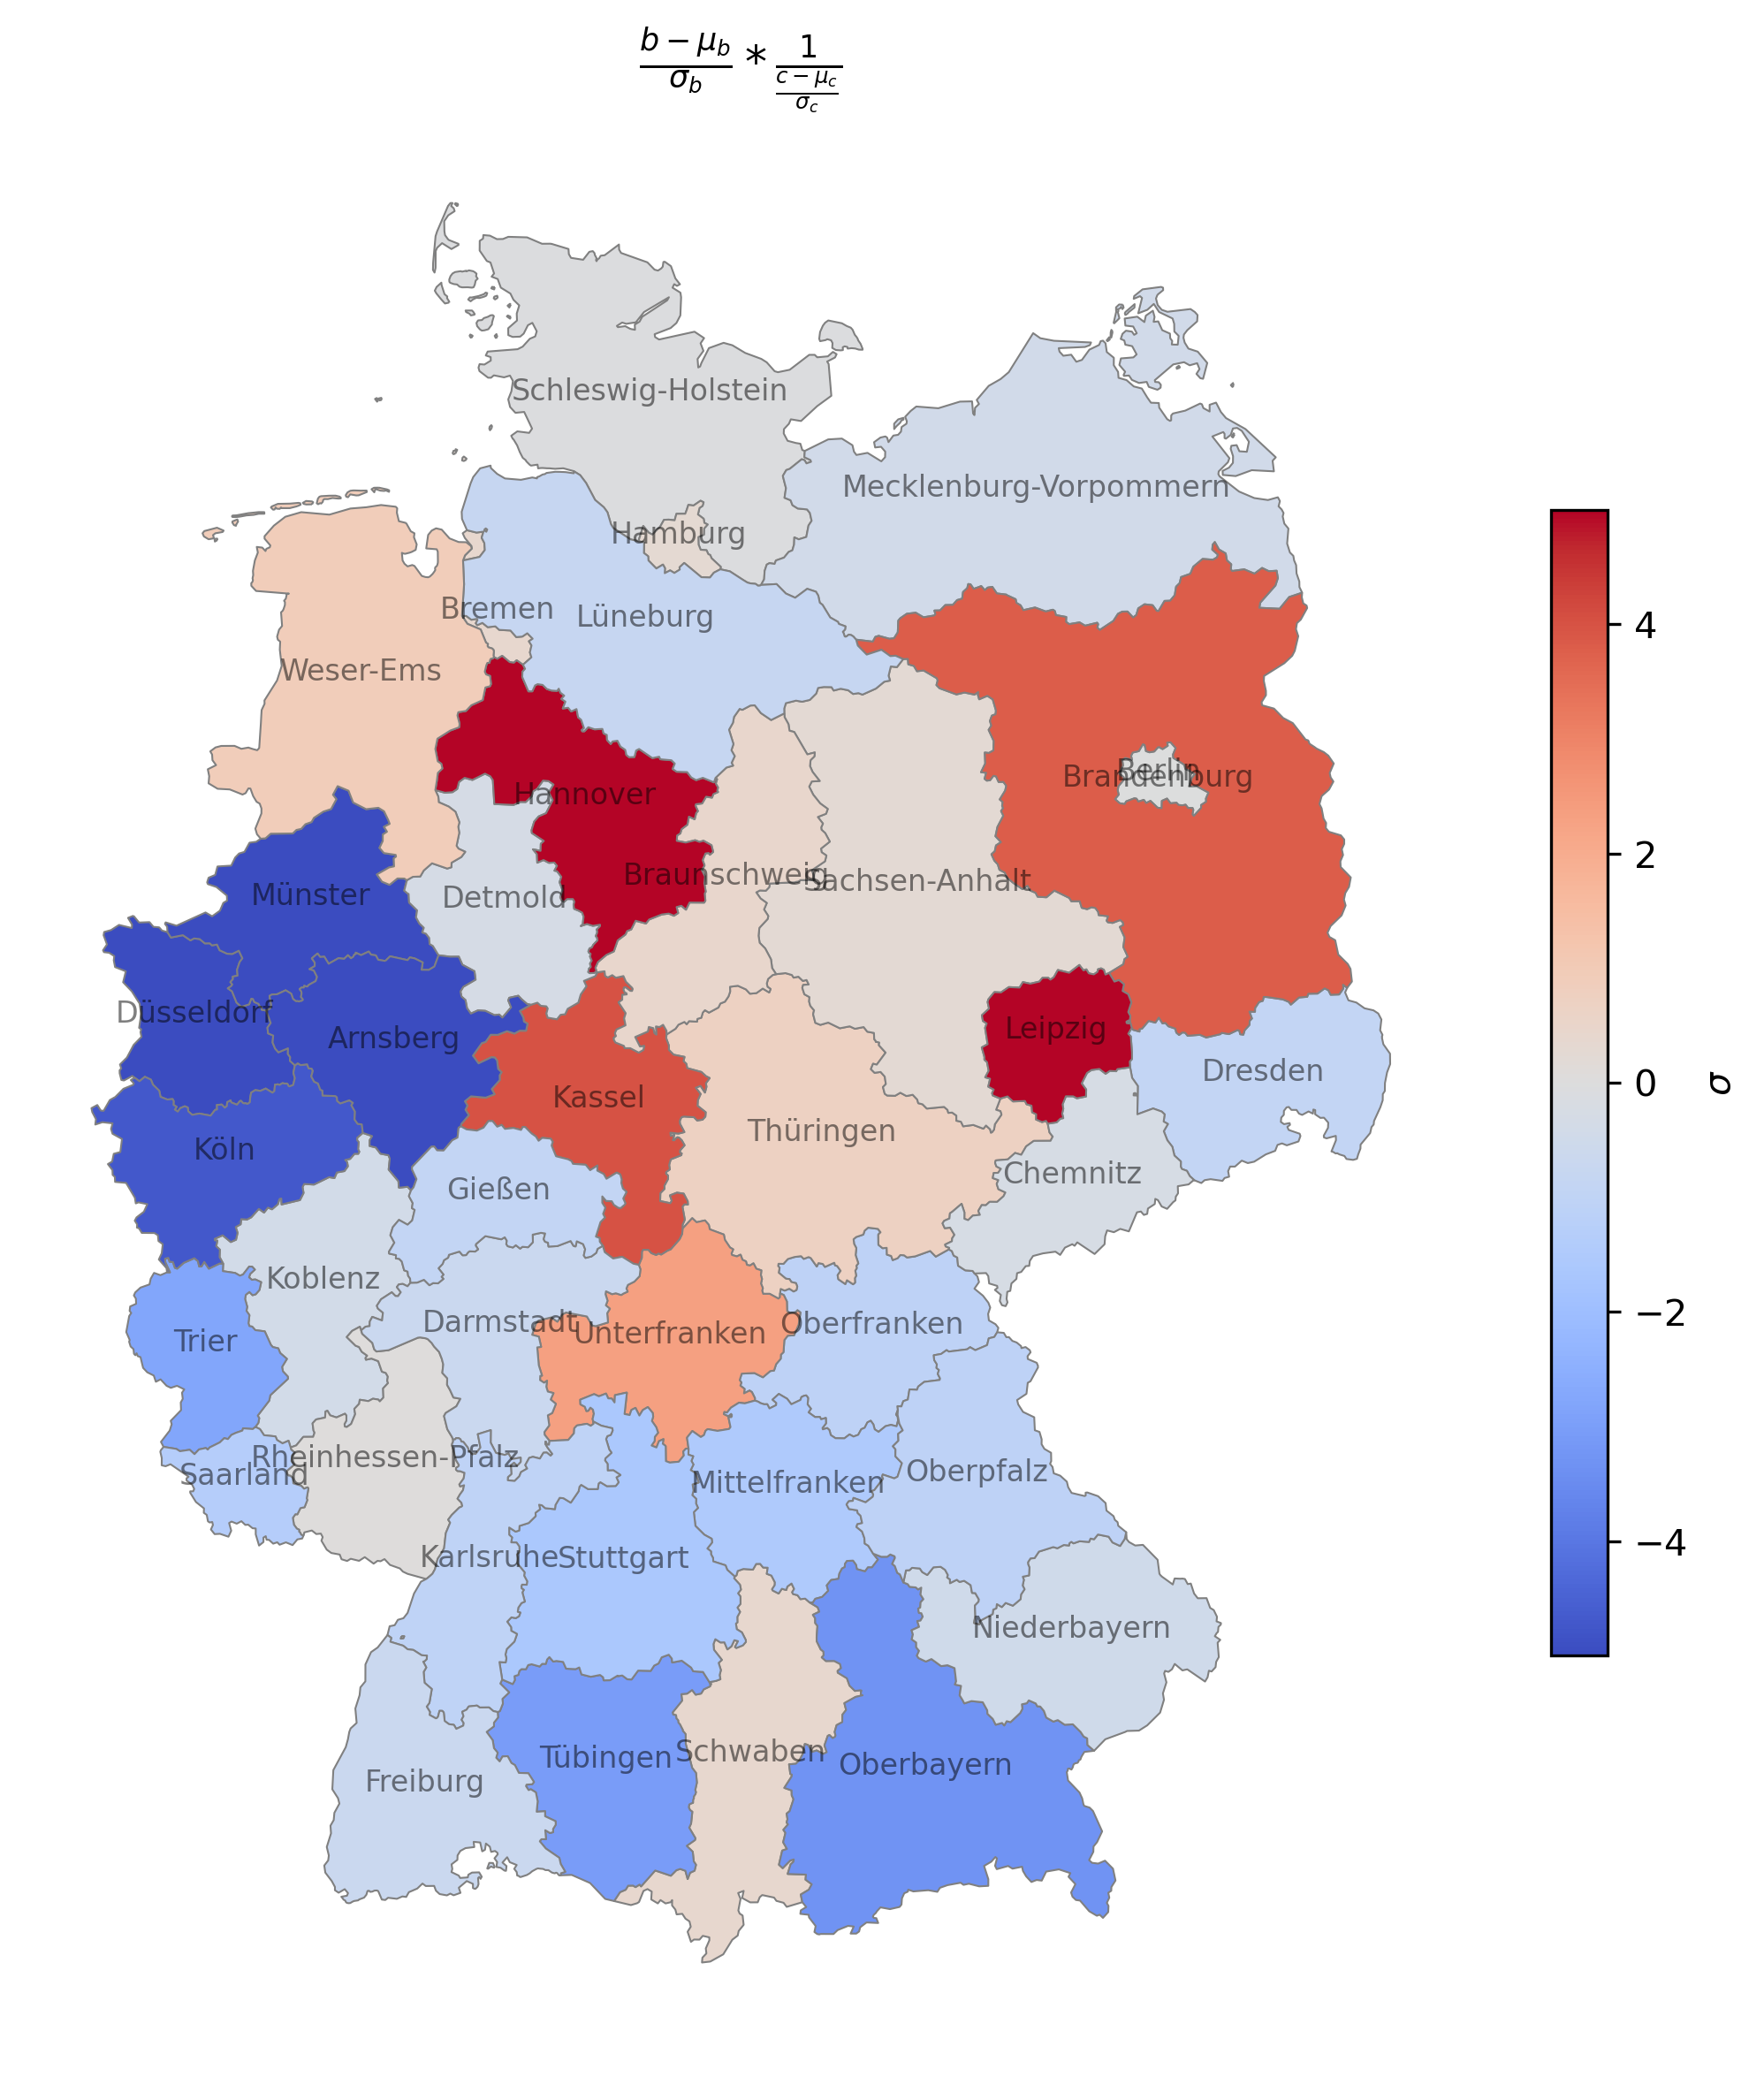 \frac{b-\mu_b}{\sigma_b} * \frac{1}{\frac{c-\mu_c}{\sigma_c}}
Schleswig-Holstein
Mecklenburg-Vorpommern
Hamburg
Bremen
Lüneburg
Weser-Ems
4
Berlin
Brandenburg
Hannover
2
Braunschweig
Sachsen-Anhalt
Münster
Detmold
Düsseldorf
Leipzig
Arnsberg
Dresden
0
σ
Kassel
Thüringen
Köln
Chemnitz
Gießen
Koblenz
−2
Darmstadt
Oberfranken
Unterfranken
Trier
Rheinhessen-Pfalz
Saarland
Oberpfalz
Mittelfranken
−4
Karlsruhe
Stuttgart
Niederbayern
Schwaben
Tübingen
Oberbayern
Freiburg